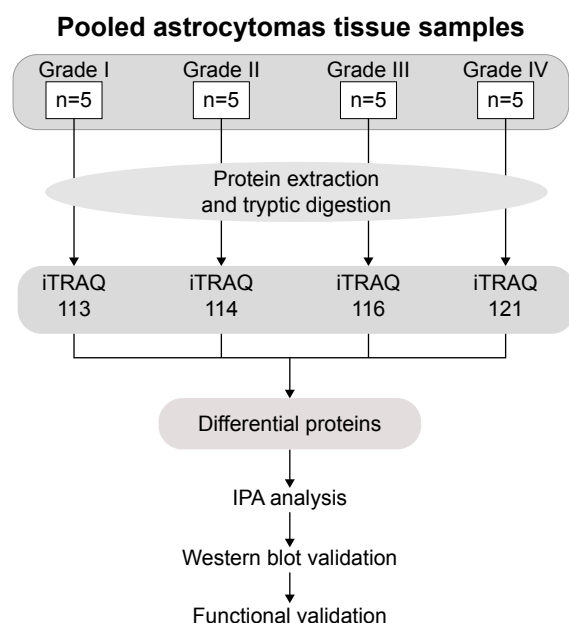 Pooled astrocytomas tissue samples
Grade I Grade II Grade III Grade IV
n=5 n=5 n=5 n=5
Protein extraction
and tryptic digestion
iTRAQ iTRAQ iTRAQ iTRAQ
113 114 116 121
Differential proteins
IPA analysis
Western blot validation
Functional validation